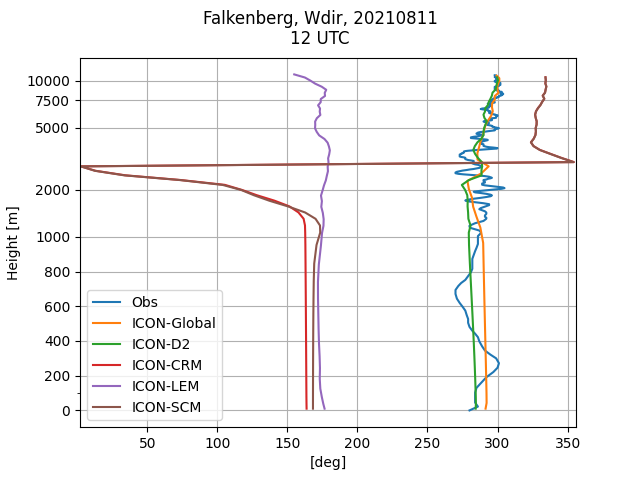 Falkenberg, Wdir, 20210811
12 UTC
Height [m]
10000
7500
5000
2000
1000
800
600
400
200
0
Obs
ICON-Global
ICON-D2
ICON-CRM
ICON-LEM
ICON-SCM
50 100 150 200 250 300 350
[deg]